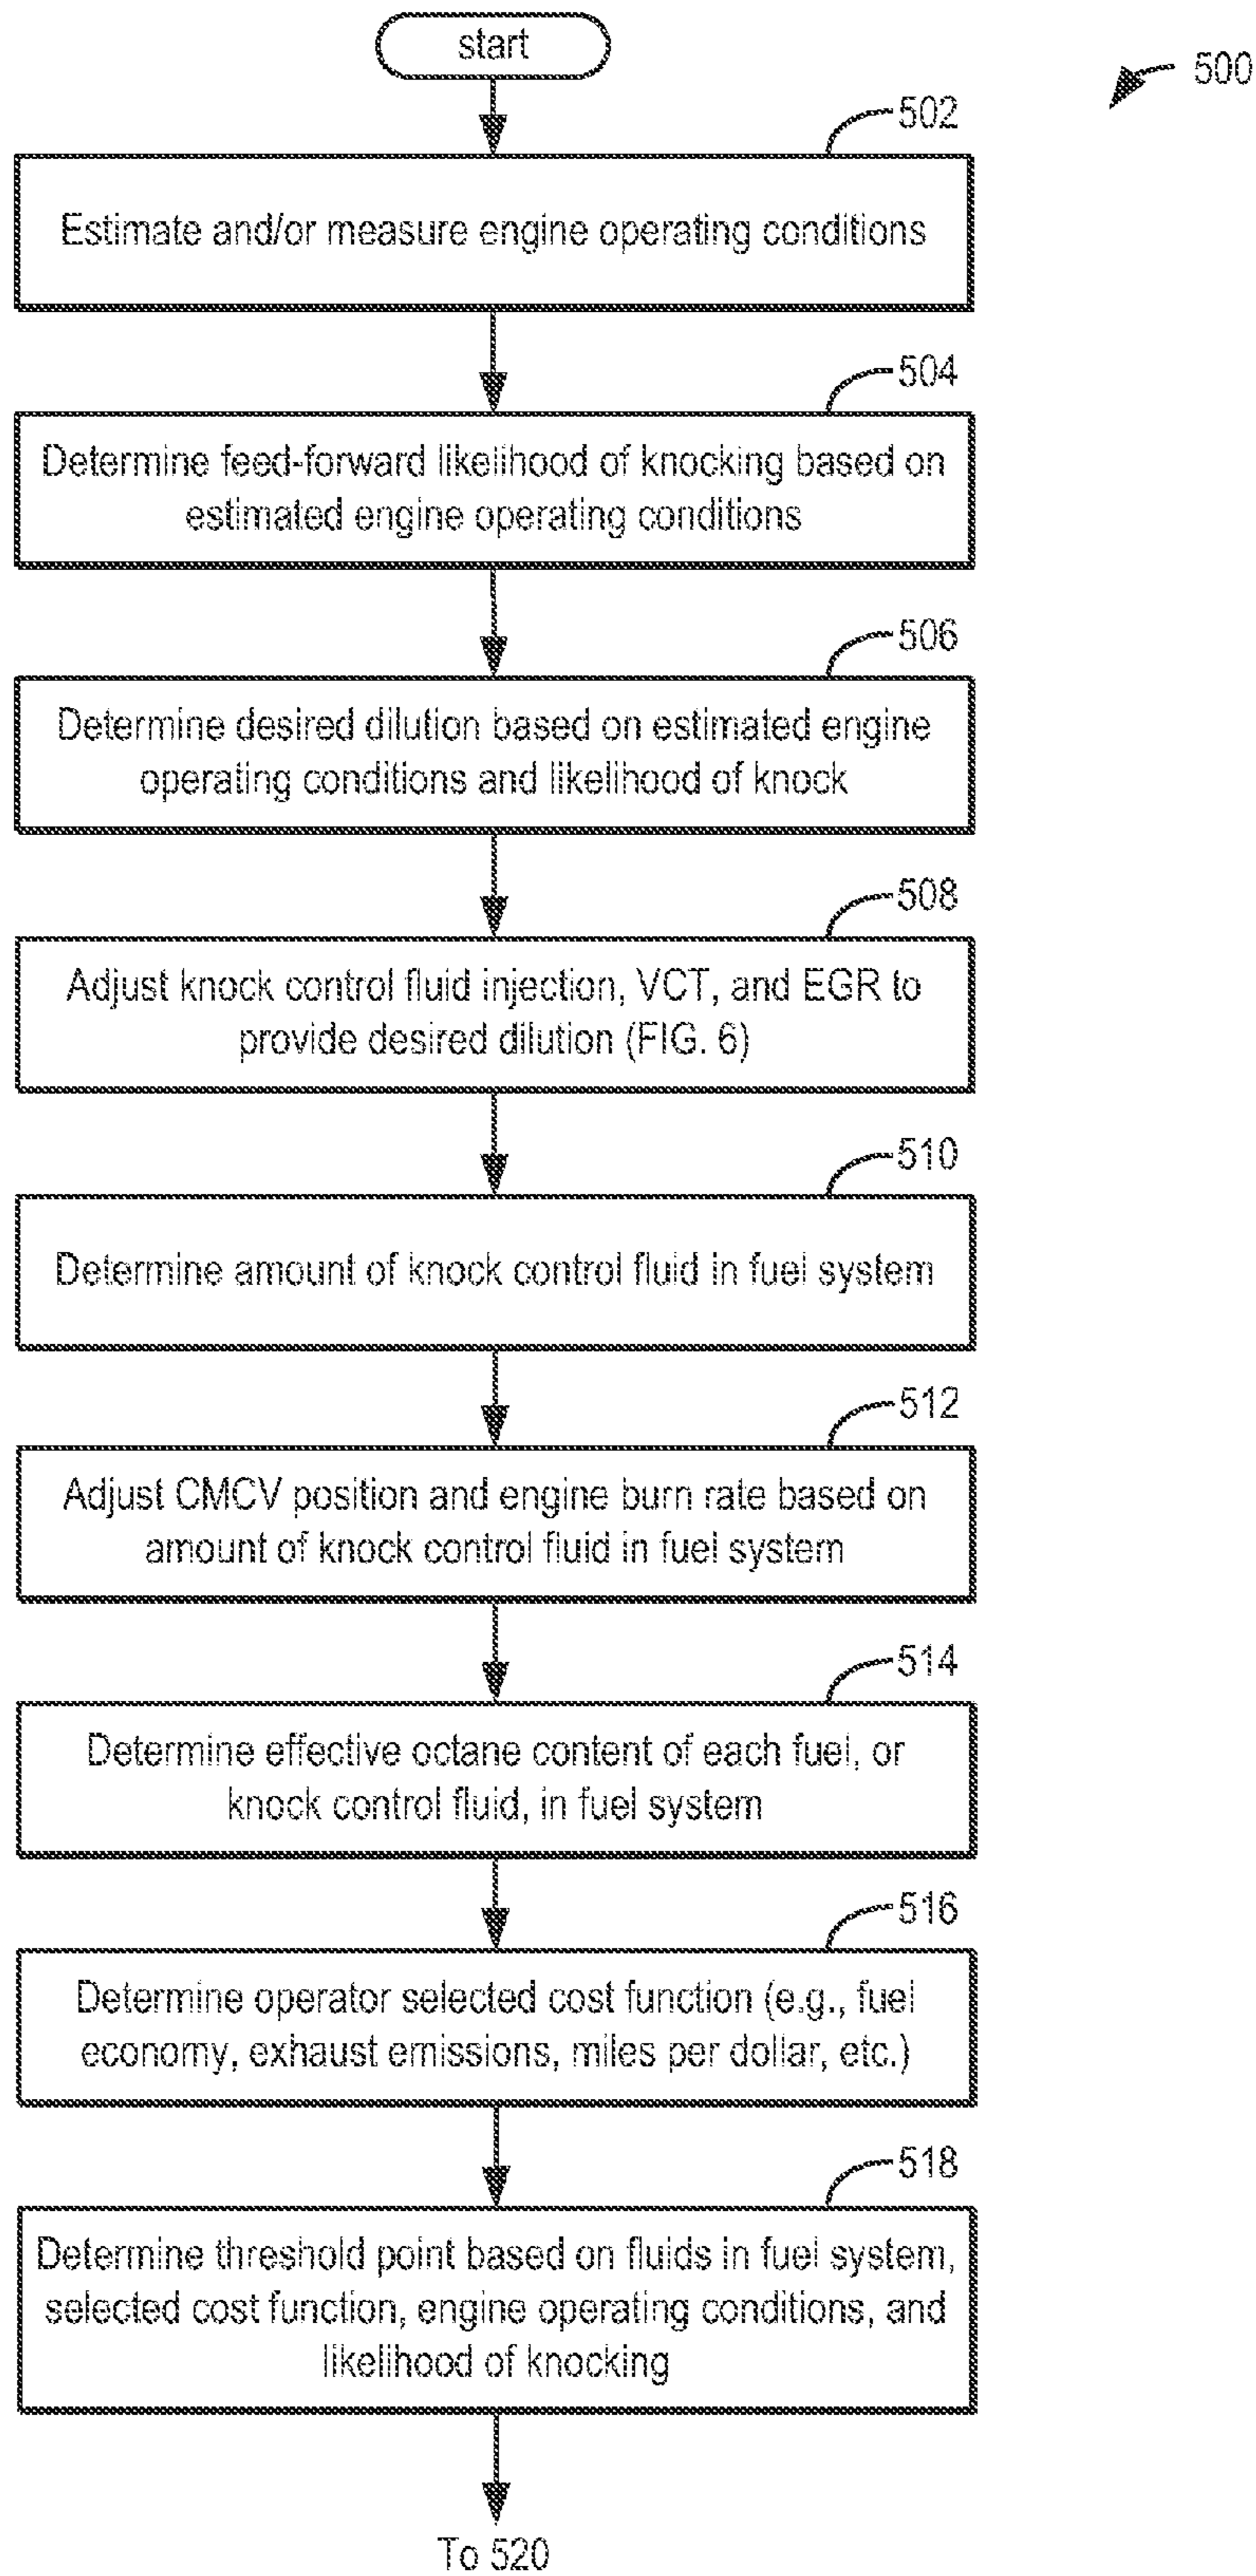 start
500
502
Estimate and/or measure engine operating conditions
504
Determine feed-forward likelihood of knocking based on
estimated engine operating conditions
506
Determine desired dilution based on estimated engine
operating conditions and likelihood of knock
508
Adjust knock control fluid injection, VCT, and EGR to
provide desired dilution (FIG. 6)
510
Determine amount of knock control fluid in fuel system
512
Adjust CMCV position and engine burn rate based on
amount of knock control fluid in fuel system
514
Determine effective octane content of each fuel, or
knock control fluid, in fuel system
516
Determine operator selected cost function (e.g., fuel
economy, exhaust emissions, miles per dollar, etc.)
518
Determine threshold point based on fluids in fuel system,
selected cost function, engine operating conditions, and
likelihood of knocking
To 520